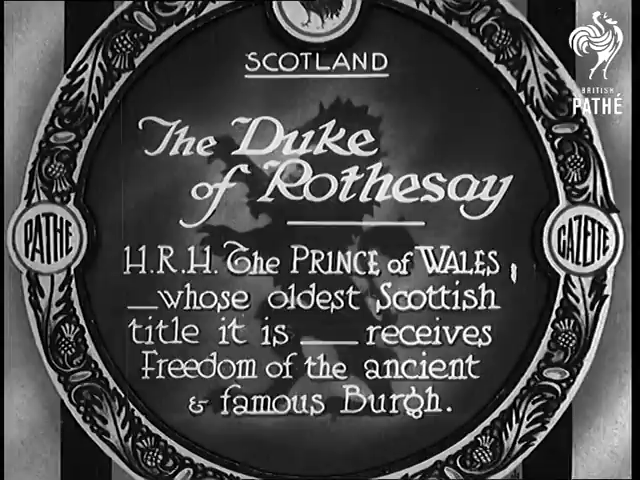 SCOTLAND
BRITISH
PATHÉ
The Duke
of Rothesay
PATHE
GAZETTE
H.R.H. The PRINCE of WALES,
— whose oldest Scottish
title it is — receives
Freedom of the ancient
& famous Burgh.